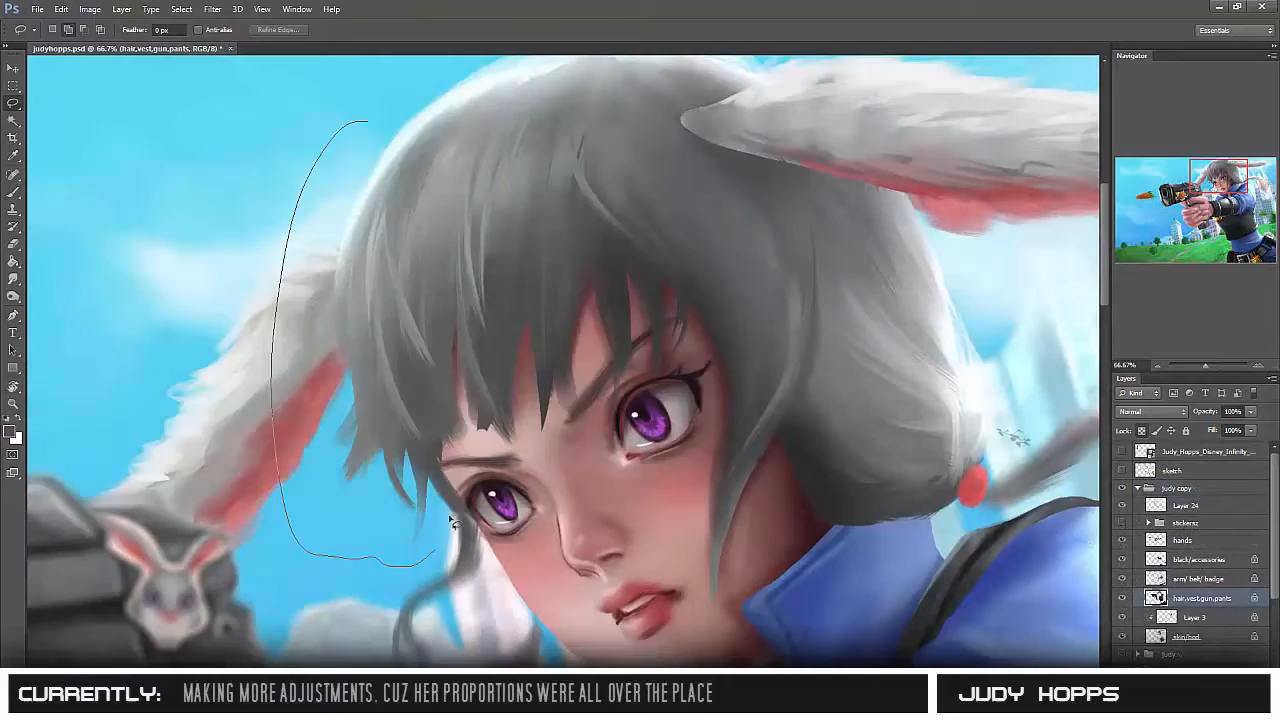 Ps File Edit Image Layer Type Select Filter 3D View Window Help
Feather: 0 px Anti-alias Refine Edge... Essentials
judyhopps.psd @ 66.7% (hair,vest,gun,pants, RGB/8) * ×
Navigator
66.67%
Layers
Kind
Normal Opacity: 100%
Lock: Fill: 100%
Judy_Hopps_Disney_Infinity_...
sketch
judy copy
Layer 24
stickersz
hands
black/accessories
arm/ belt/ badge
hair,vest,gun,pants
Layer 3
judy
CURRENTLY: MAKING MORE ADJUSTMENTS, CUZ HER PROPORTIONS WERE ALL OVER THE PLACE
JUDY HOPPS